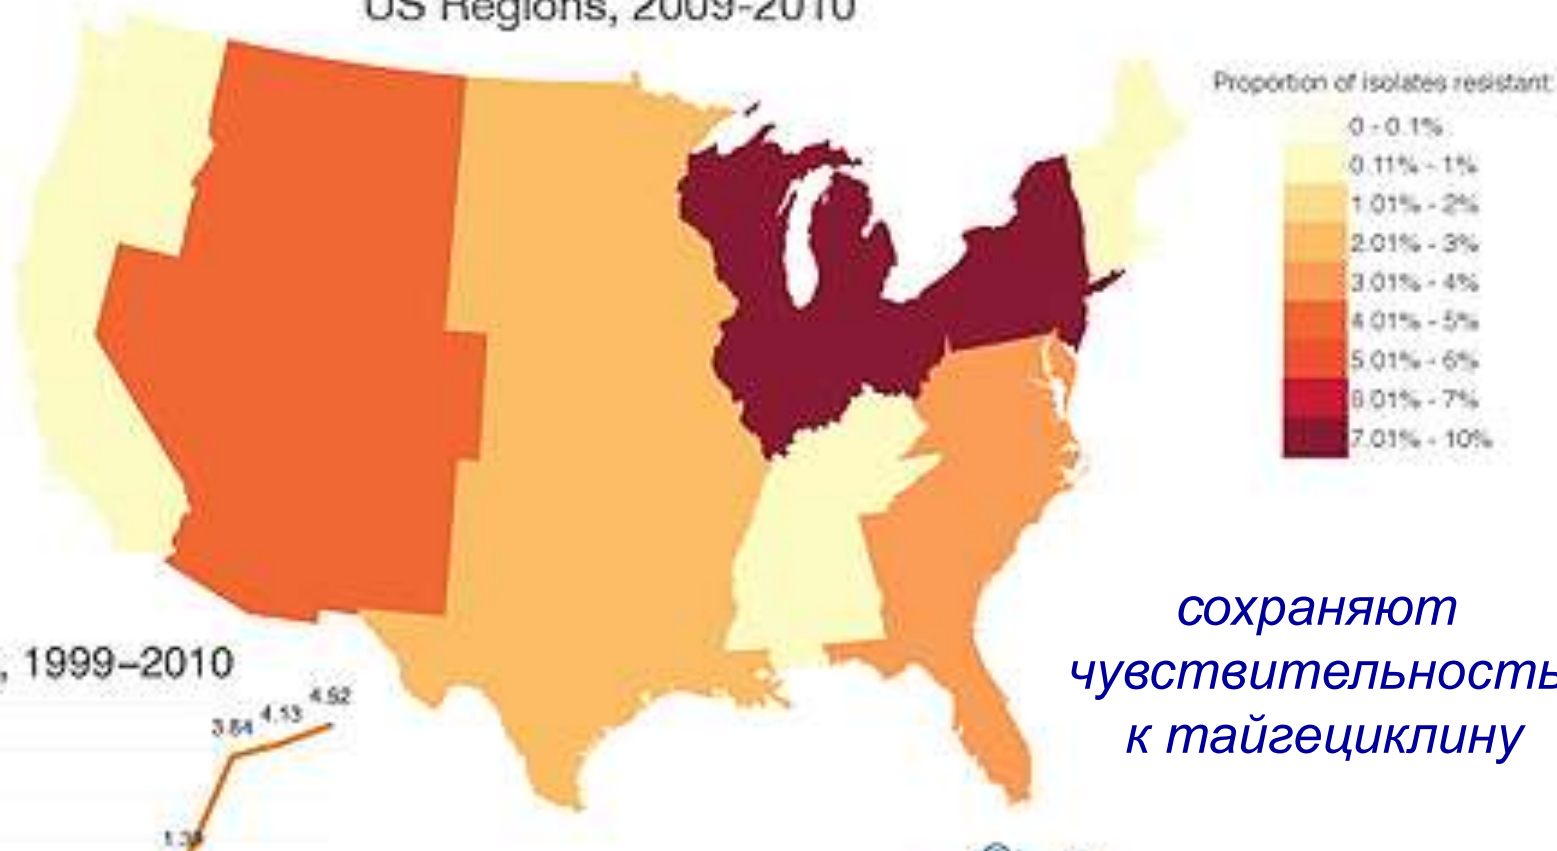 US Regions, 2009-2010
Proportion of isolates resistant
0 - 0.1%
0.11% - 1%
1.01% - 2%
2.01% - 3%
3.01% - 4%
4.01% - 5%
5.01% - 6%
6.01% - 7%
7.01% - 10%
сохраняют
чувствительность
к тайгециклину
, 1999–2010
4.52
4.13
3.84